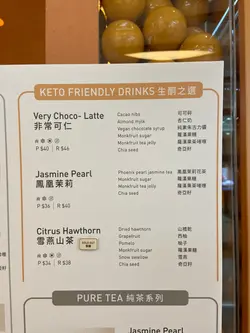 KETO FRIENDLY DRINKS 生酮之選
Very Choco- Latte
非常可仁
P $40 | R $46
Cacao nibs 可可碎
Almond milk 杏仁奶
Vegan chocolate syrup 純素朱古力醬
Monkfruit sugar 羅漢果糖
Monkfruit tea jelly 羅漢果茶啫喱
Chia seed 奇亞籽
Jasmine Pearl
鳳凰茉莉
P $36 | R $40
Phoenix pearl jasmine tea 鳳凰茉莉花茶
Monkfruit sugar 羅漢果糖
Monkfruit tea jelly 羅漢果茶啫喱
Chia seed 奇亞籽
Citrus Hawthorn
雪燕山茶
P $34 | R $38
Dried hawthorn 山楂乾
Grapefruit 西柚
Pomelo 柚子
Monkfruit sugar 羅漢果糖
Snow swallow 雪燕
Chia seed 奇亞籽
PURE TEA 純茶系列
Jasmine Pearl